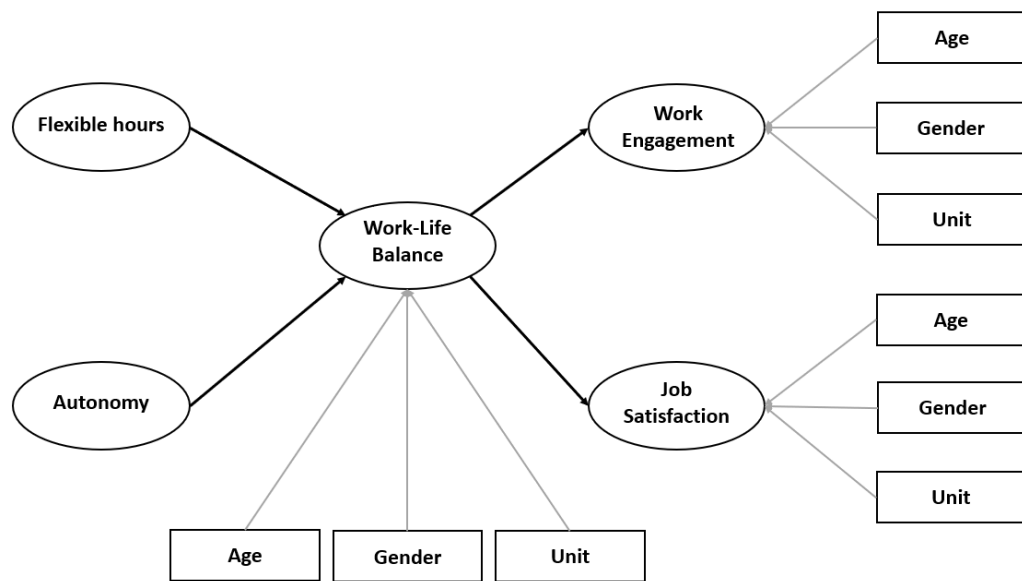 Age
Flexible hours
Work
Engagement
Gender
Unit
Work-Life
Balance
Age
Autonomy
Job
Satisfaction
Gender
Unit
Age
Gender
Unit